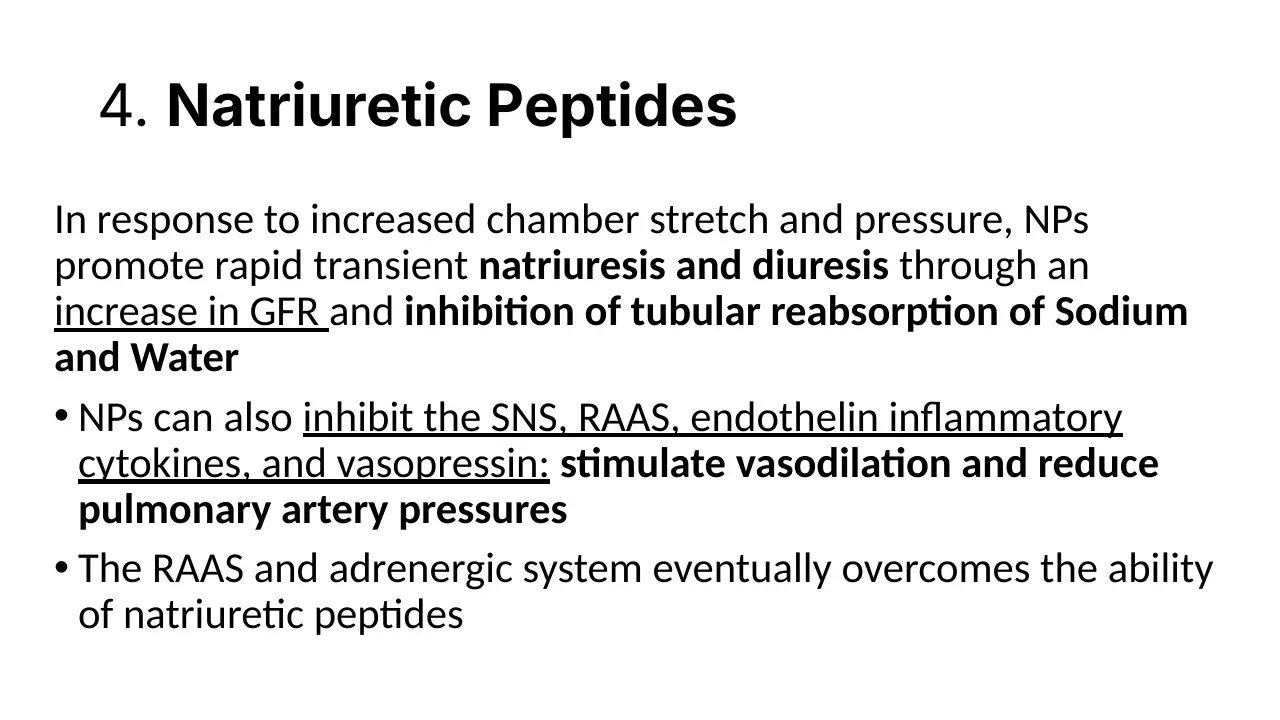 4. Natriuretic Peptides
In response to increased chamber stretch and pressure, NPs
promote rapid transient natriuresis and diuresis through an
increase in GFR and inhibition of tubular reabsorption of Sodium
and Water
• NPs can also inhibit the SNS, RAAS, endothelin inflammatory
cytokines, and vasopressin: stimulate vasodilation and reduce
pulmonary artery pressures
• The RAAS and adrenergic system eventually overcomes the ability
of natriuretic peptides